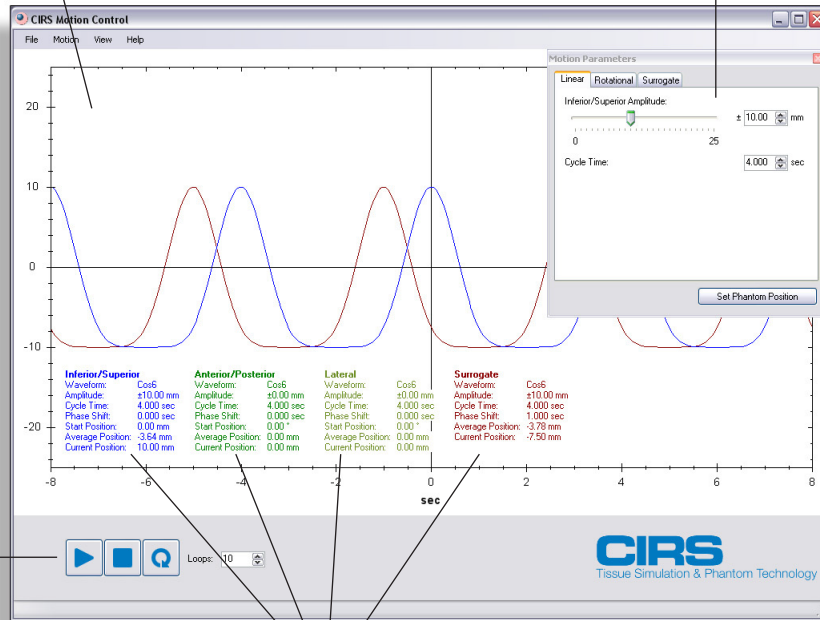 CIRS Motion Control
File Motion View Help
Motion Parameters
Linear Rotational Surrogate
Inferior/Superior Amplitude:
± 10.00 mm
0 25
Cycle Time: 4.000 sec
Set Phantom Position
20
10
0
-10
-20
Inferior/Superior
Waveform: Cos6
Amplitude: ±10.00 mm
Cycle Time: 4.000 sec
Phase Shift: 0.000 sec
Start Position: 0.00 mm
Average Position: -3.64 mm
Current Position: 10.00 mm
Anterior/Posterior
Waveform: Cos6
Amplitude: ±0.00 mm
Cycle Time: 4.000 sec
Phase Shift: 0.000 sec
Start Position: 0.00 °
Average Position: 0.00 mm
Current Position: 0.00 mm
Lateral
Waveform: Cos6
Amplitude: ±0.00 mm
Cycle Time: 4.000 sec
Phase Shift: 0.000 sec
Start Position: 0.00 °
Average Position: 0.00 mm
Current Position: 0.00 mm
Surrogate
Waveform: Cos6
Amplitude: ±10.00 mm
Cycle Time: 4.000 sec
Phase Shift: 1.000 sec
Average Position: -3.78 mm
Current Position: -7.50 mm
-8 -6 -4 -2 0 2 4 6 8
sec
Loops: 10
CIRS
Tissue Simulation & Phantom Technology